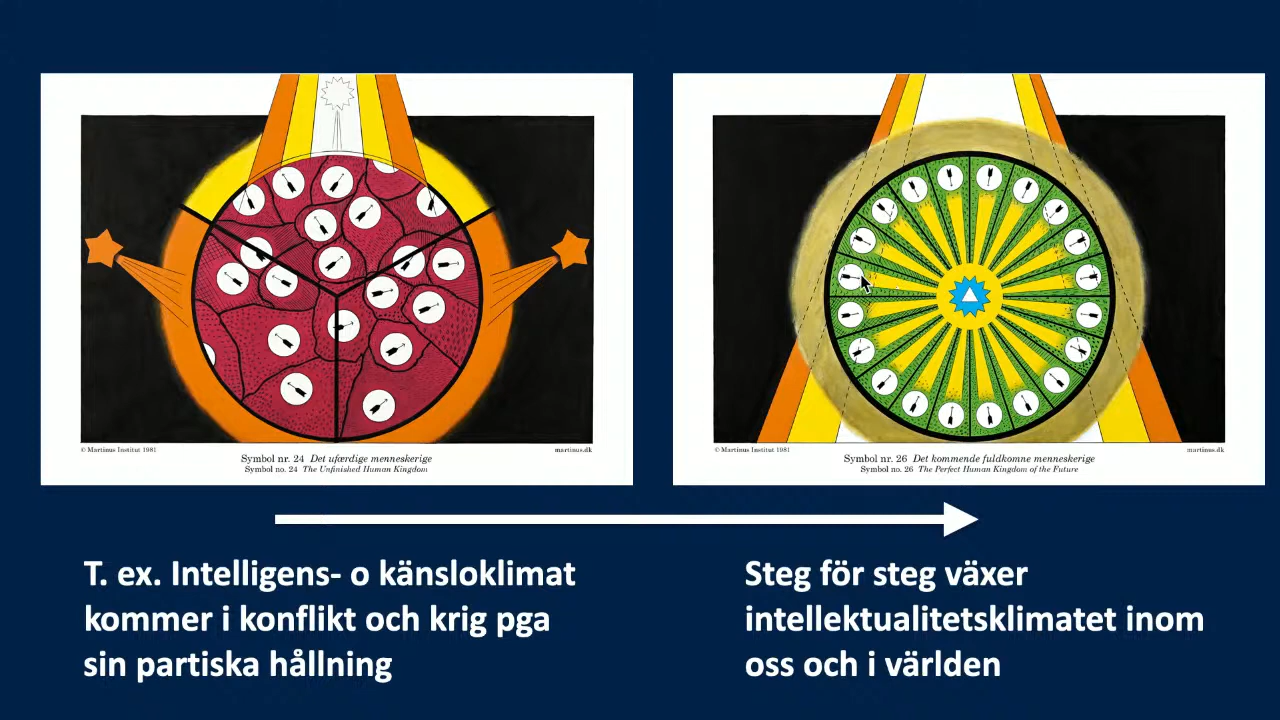 © Martinus Institut 1981
martinus.dk
Symbol nr. 24 Det ufærdige menneskerige
Symbol no. 24 The Unfinished Human Kingdom
© Martinus Institut 1981
martinus.dk
Symbol nr. 26 Det kommende fuldkomne menneskerige
Symbol no. 26 The Perfect Human Kingdom of the Future
T. ex. Intelligens- o känsloklimat
kommer i konflikt och krig pga
sin partiska hållning
Steg för steg växer
intellektualitetsklimatet inom
oss och i världen